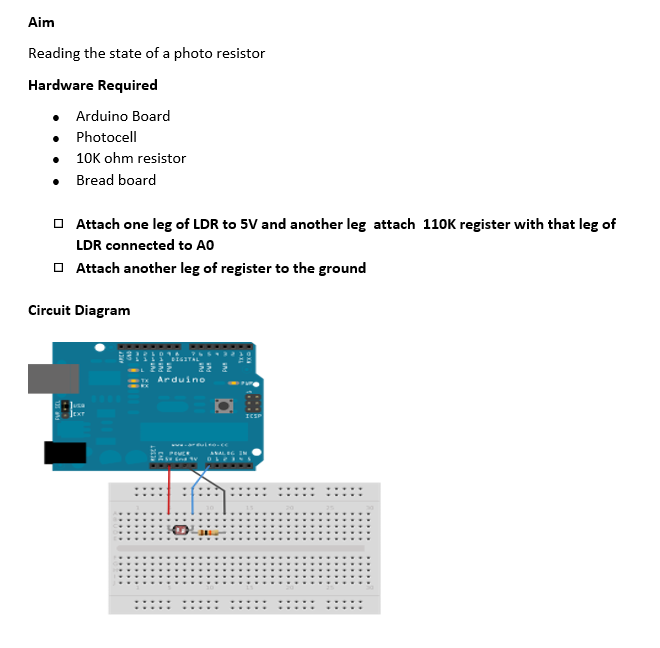 Aim
Reading the state of a photo resistor
Hardware Required
Arduino Board
Photocell
10K ohm resistor
Bread board
Attach one leg of LDR to 5V and another leg attach 110K register with that leg of
LDR connected to A0
Attach another leg of register to the ground
Circuit Diagram
DIGITAL
L
TX
RX
Arduino
PWR
USB
EXT
ICSP
www.arduino.cc
RESET
3V3
POWER
ANALOG IN
5V Gnd 9V
0 1 2 3 4 5